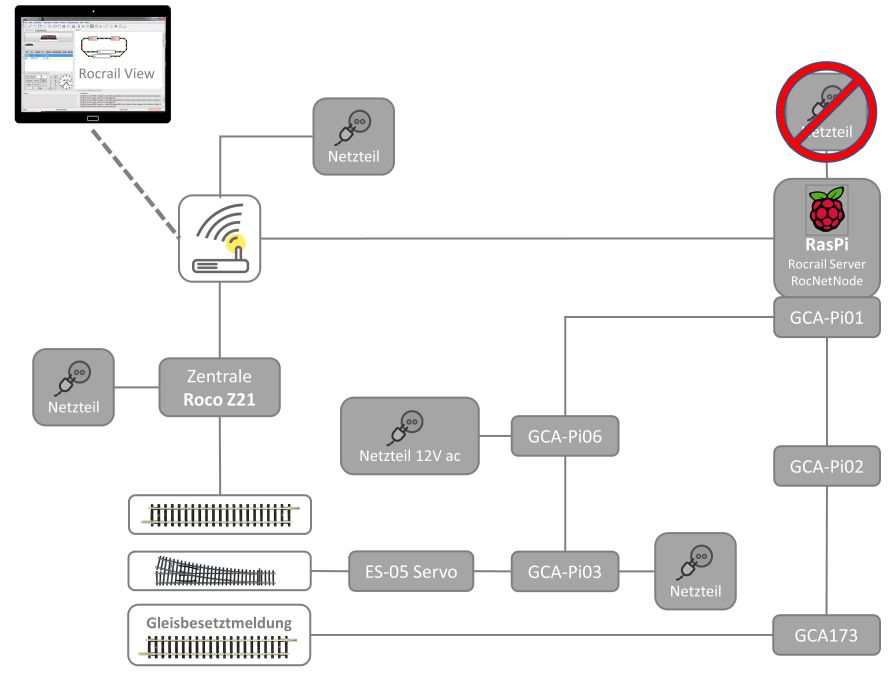 Rocrail View
Netzteil
Netzteil
RasPi
Rocrail Server
RocNetNode
GCA-Pi01
Zentrale
Roco Z21
Netzteil
Netzteil 12V ac
GCA-Pi06
GCA-Pi02
ES-05 Servo
GCA-Pi03
Netzteil
Gleisbesetztmeldung
GCA173